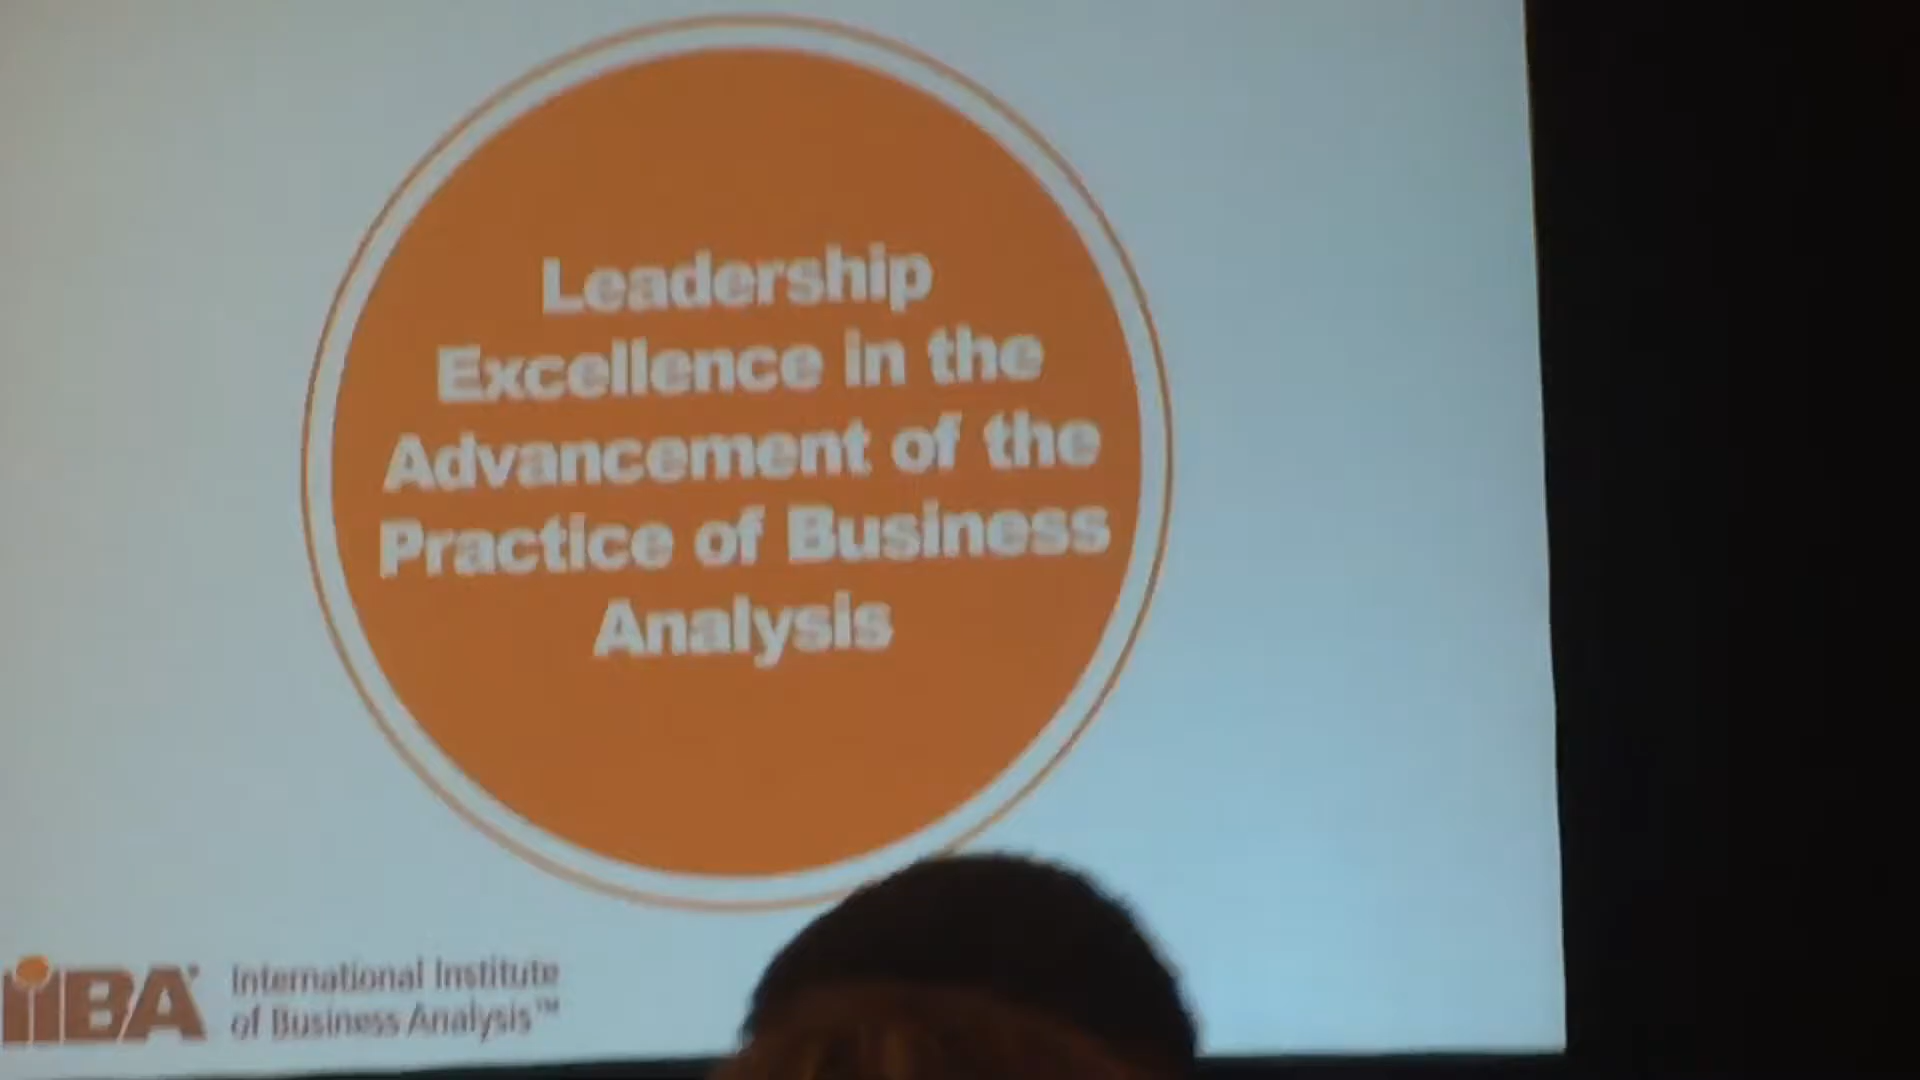 Leadership
Excellence in the
Advancement of the
Practice of Business
Analysis
IIBA® International Institute
of Business Analysis™